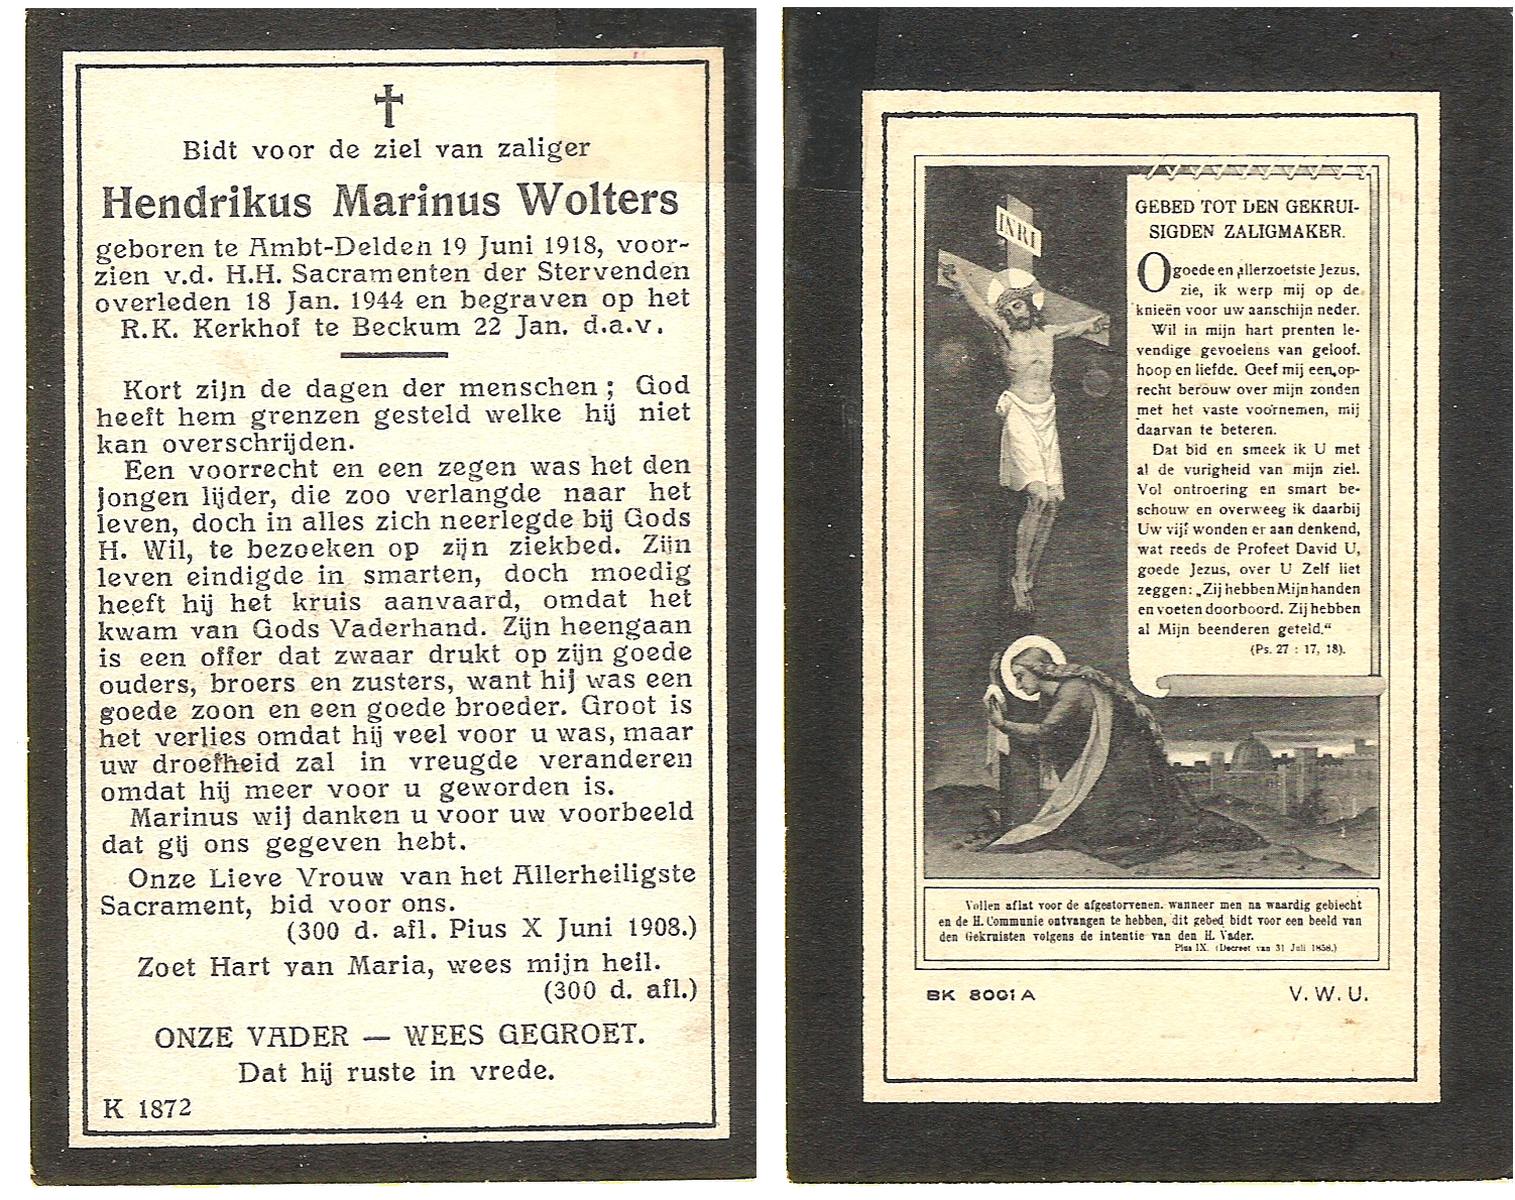 Bidt voor de ziel van zaliger
Hendrikus Marinus Wolters
geboren te Ambt-Delden 19 Juni 1918, voor-
zien v.d. H.H. Sacramenten der Stervenden
overleden 18 Jan. 1944 en begraven op het
R.K. Kerkhof te Beckum 22 Jan. d.a.v.
Kort zijn de dagen der menschen; God
heeft hem grenzen gesteld welke hij niet
kan overschrijden.
Een voorrecht en een zegen was het den
jongen lijder, die zoo verlangde naar het
leven, doch in alles zich neerlegde bij Gods
H. Wil, te bezoeken op zijn ziekbed. Zijn
leven eindigde in smarten, doch moedig
heeft hij het kruis aanvaard, omdat het
kwam van Gods Vaderhand. Zijn heengaan
is een offer dat zwaar drukt op zijn goede
ouders, broers en zusters, want hij was een
goede zoon en een goede broeder. Groot is
het verlies omdat hij veel voor u was, maar
uw droefheid zal in vreugde veranderen
omdat hij meer voor u geworden is.
Marinus wij danken u voor uw voorbeeld
dat gij ons gegeven hebt.
Onze Lieve Vrouw van het Allerheiligste
Sacrament, bid voor ons.
(300 d. afl. Pius X Juni 1908.)
Zoet Hart van Maria, wees mijn heil.
(300 d. afl.)
ONZE VADER — WEES GEGROET.
Dat hij ruste in vrede.
K 1872
INRI
GEBED TOT DEN GEKRUI-
SIGDEN ZALIGMAKER.
O goede en allerzoetste Jezus,
zie, ik werp mij op de
knieën voor uw aanschijn neder.
Wil in mijn hart prenten le-
vendige gevoelens van geloof,
hoop en liefde. Geef mij een op-
recht berouw over mijn zonden
met het vaste voornemen, mij
daarvan te beteren.
Dat bid en smeek ik U met
al de vurigheid van mijn ziel.
Vol ontroering en smart be-
schouw en overweeg ik daarbij
Uw vijf wonden er aan denkend,
wat reeds de Profeet David U,
goede Jezus, over U Zelf liet
zeggen: „Zij hebben Mijn handen
en voeten doorboord. Zij hebben
al Mijn beenderen geteld."
(Ps. 27 : 17, 18).
Vollen aflat voor de afgestorvenen, wanneer men na waardig gebiecht
en de H. Communie ontvangen te hebben, dit gebed bidt voor een beeld van
den Gekruisten volgens de intentie van den H. Vader.
Pius IX. (Decreet van 31 Juli 1858.)
BK 8001 A
V. W. U.